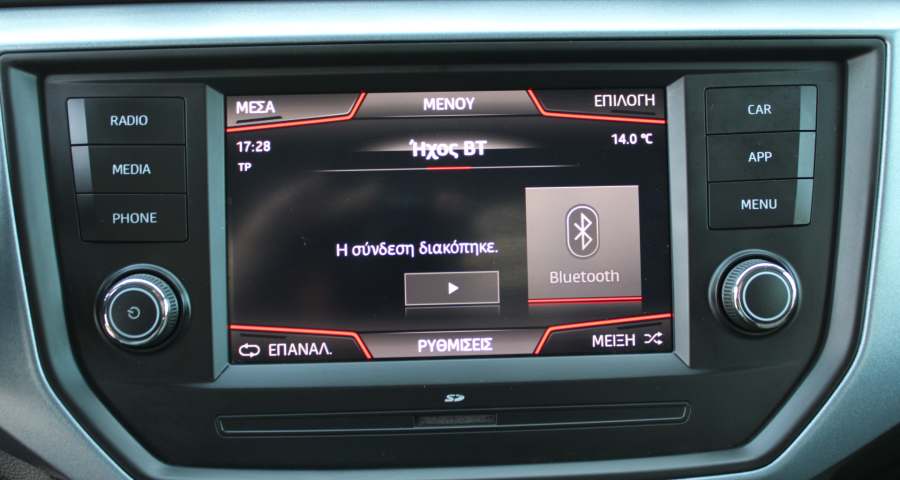 RADIO
MEDIA
PHONE
ΜΕΣΑ
ΜΕΝΟΥ
ΕΠΙΛΟΓΗ
17:28
Ήχος BT
14.0 °C
TP
Η σύνδεση διακόπηκε.
Bluetooth
ΕΠΑΝΑΛ.
ΡΥΘΜΙΣΕΙΣ
ΜΕΙΞΗ
CAR
APP
MENU
SD